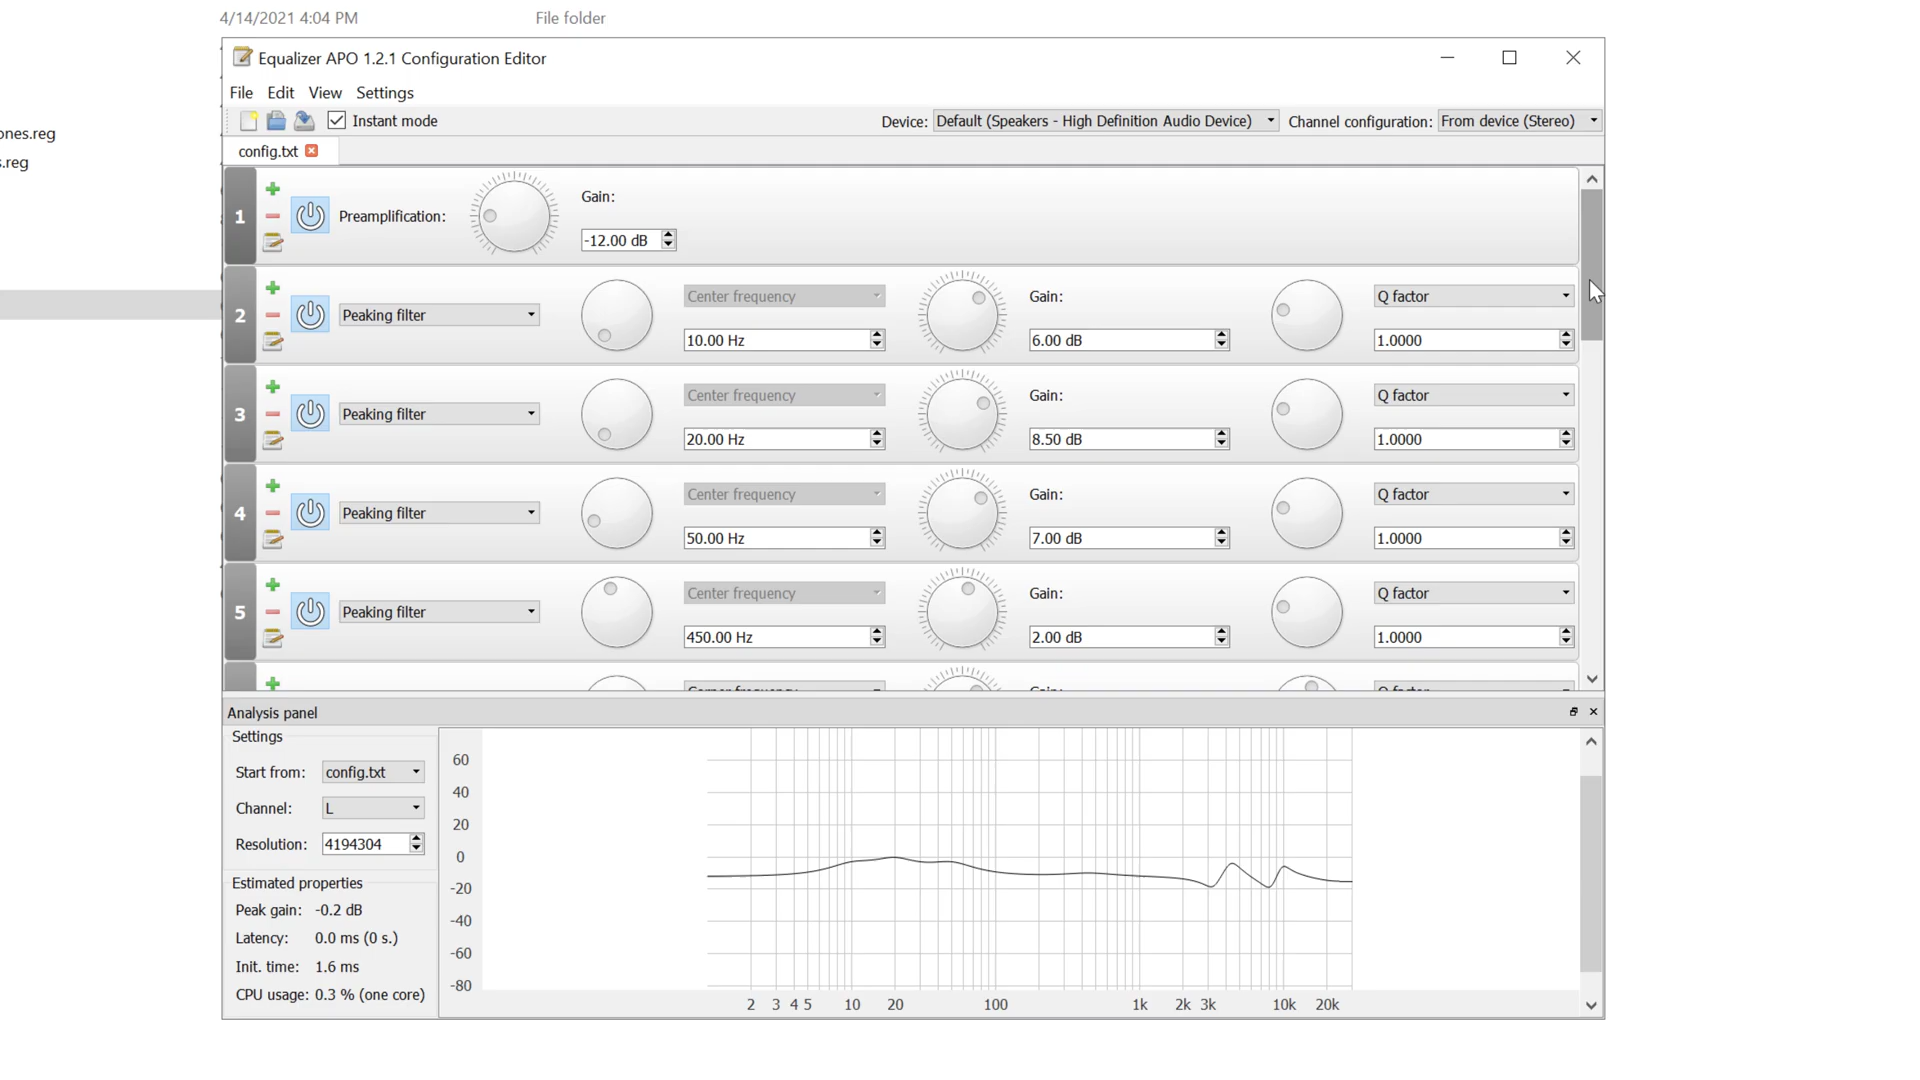 4/14/2021 4:04 PM File folder
Equalizer APO 1.2.1 Configuration Editor
File Edit View Settings
ones.reg
Instant mode Device: Default (Speakers - High Definition Audio Device) Channel configuration: From device (Stereo)
config.txt
s.reg
1 Preamplification: Gain:
-12.00 dB
2 Peaking filter Center frequency Gain: Q factor
10.00 Hz 6.00 dB 1.0000
3 Peaking filter Center frequency Gain: Q factor
20.00 Hz 8.50 dB 1.0000
4 Peaking filter Center frequency Gain: Q factor
50.00 Hz 7.00 dB 1.0000
5 Peaking filter Center frequency Gain: Q factor
450.00 Hz 2.00 dB 1.0000
Analysis panel
Settings
Start from: config.txt
Channel: L
Resolution: 4194304
Estimated properties
Peak gain: -0.2 dB
Latency: 0.0 ms (0 s.)
Init. time: 1.6 ms
CPU usage: 0.3 % (one core)
60
40
20
0
-20
-40
-60
-80
2 3 4 5 10 20 100 1k 2k 3k 10k 20k